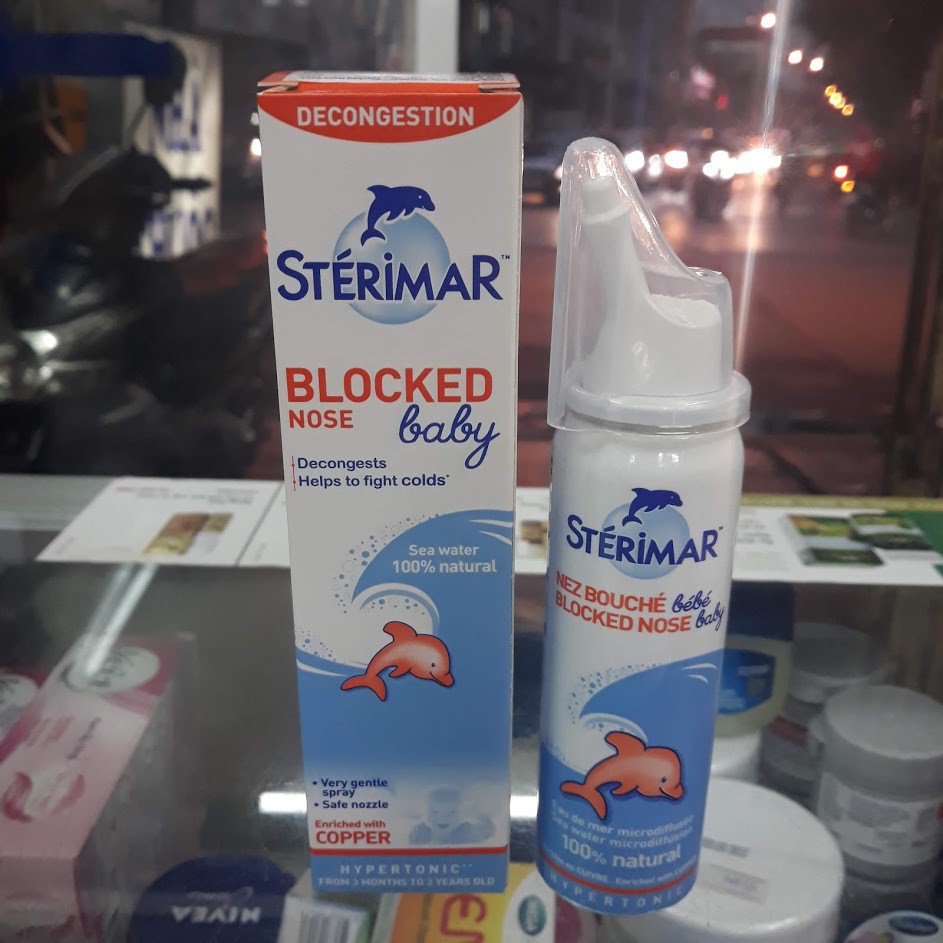 DECONGESTION
STÉRIMAR™
BLOCKED
NOSE baby
Decongests
Helps to fight colds*
Sea water
100% natural
• Very gentle
spray
• Safe nozzle
Enriched with
COPPER
HYPERTONIC**
FROM 3 MONTHS TO 3 YEARS OLD
STÉRIMAR™
NEZ BOUCHÉ bébé
BLOCKED NOSE baby
Eau de mer microdiffusée
Sea water microdiffusion
100% natural
HYPERTONIC
NIVEA